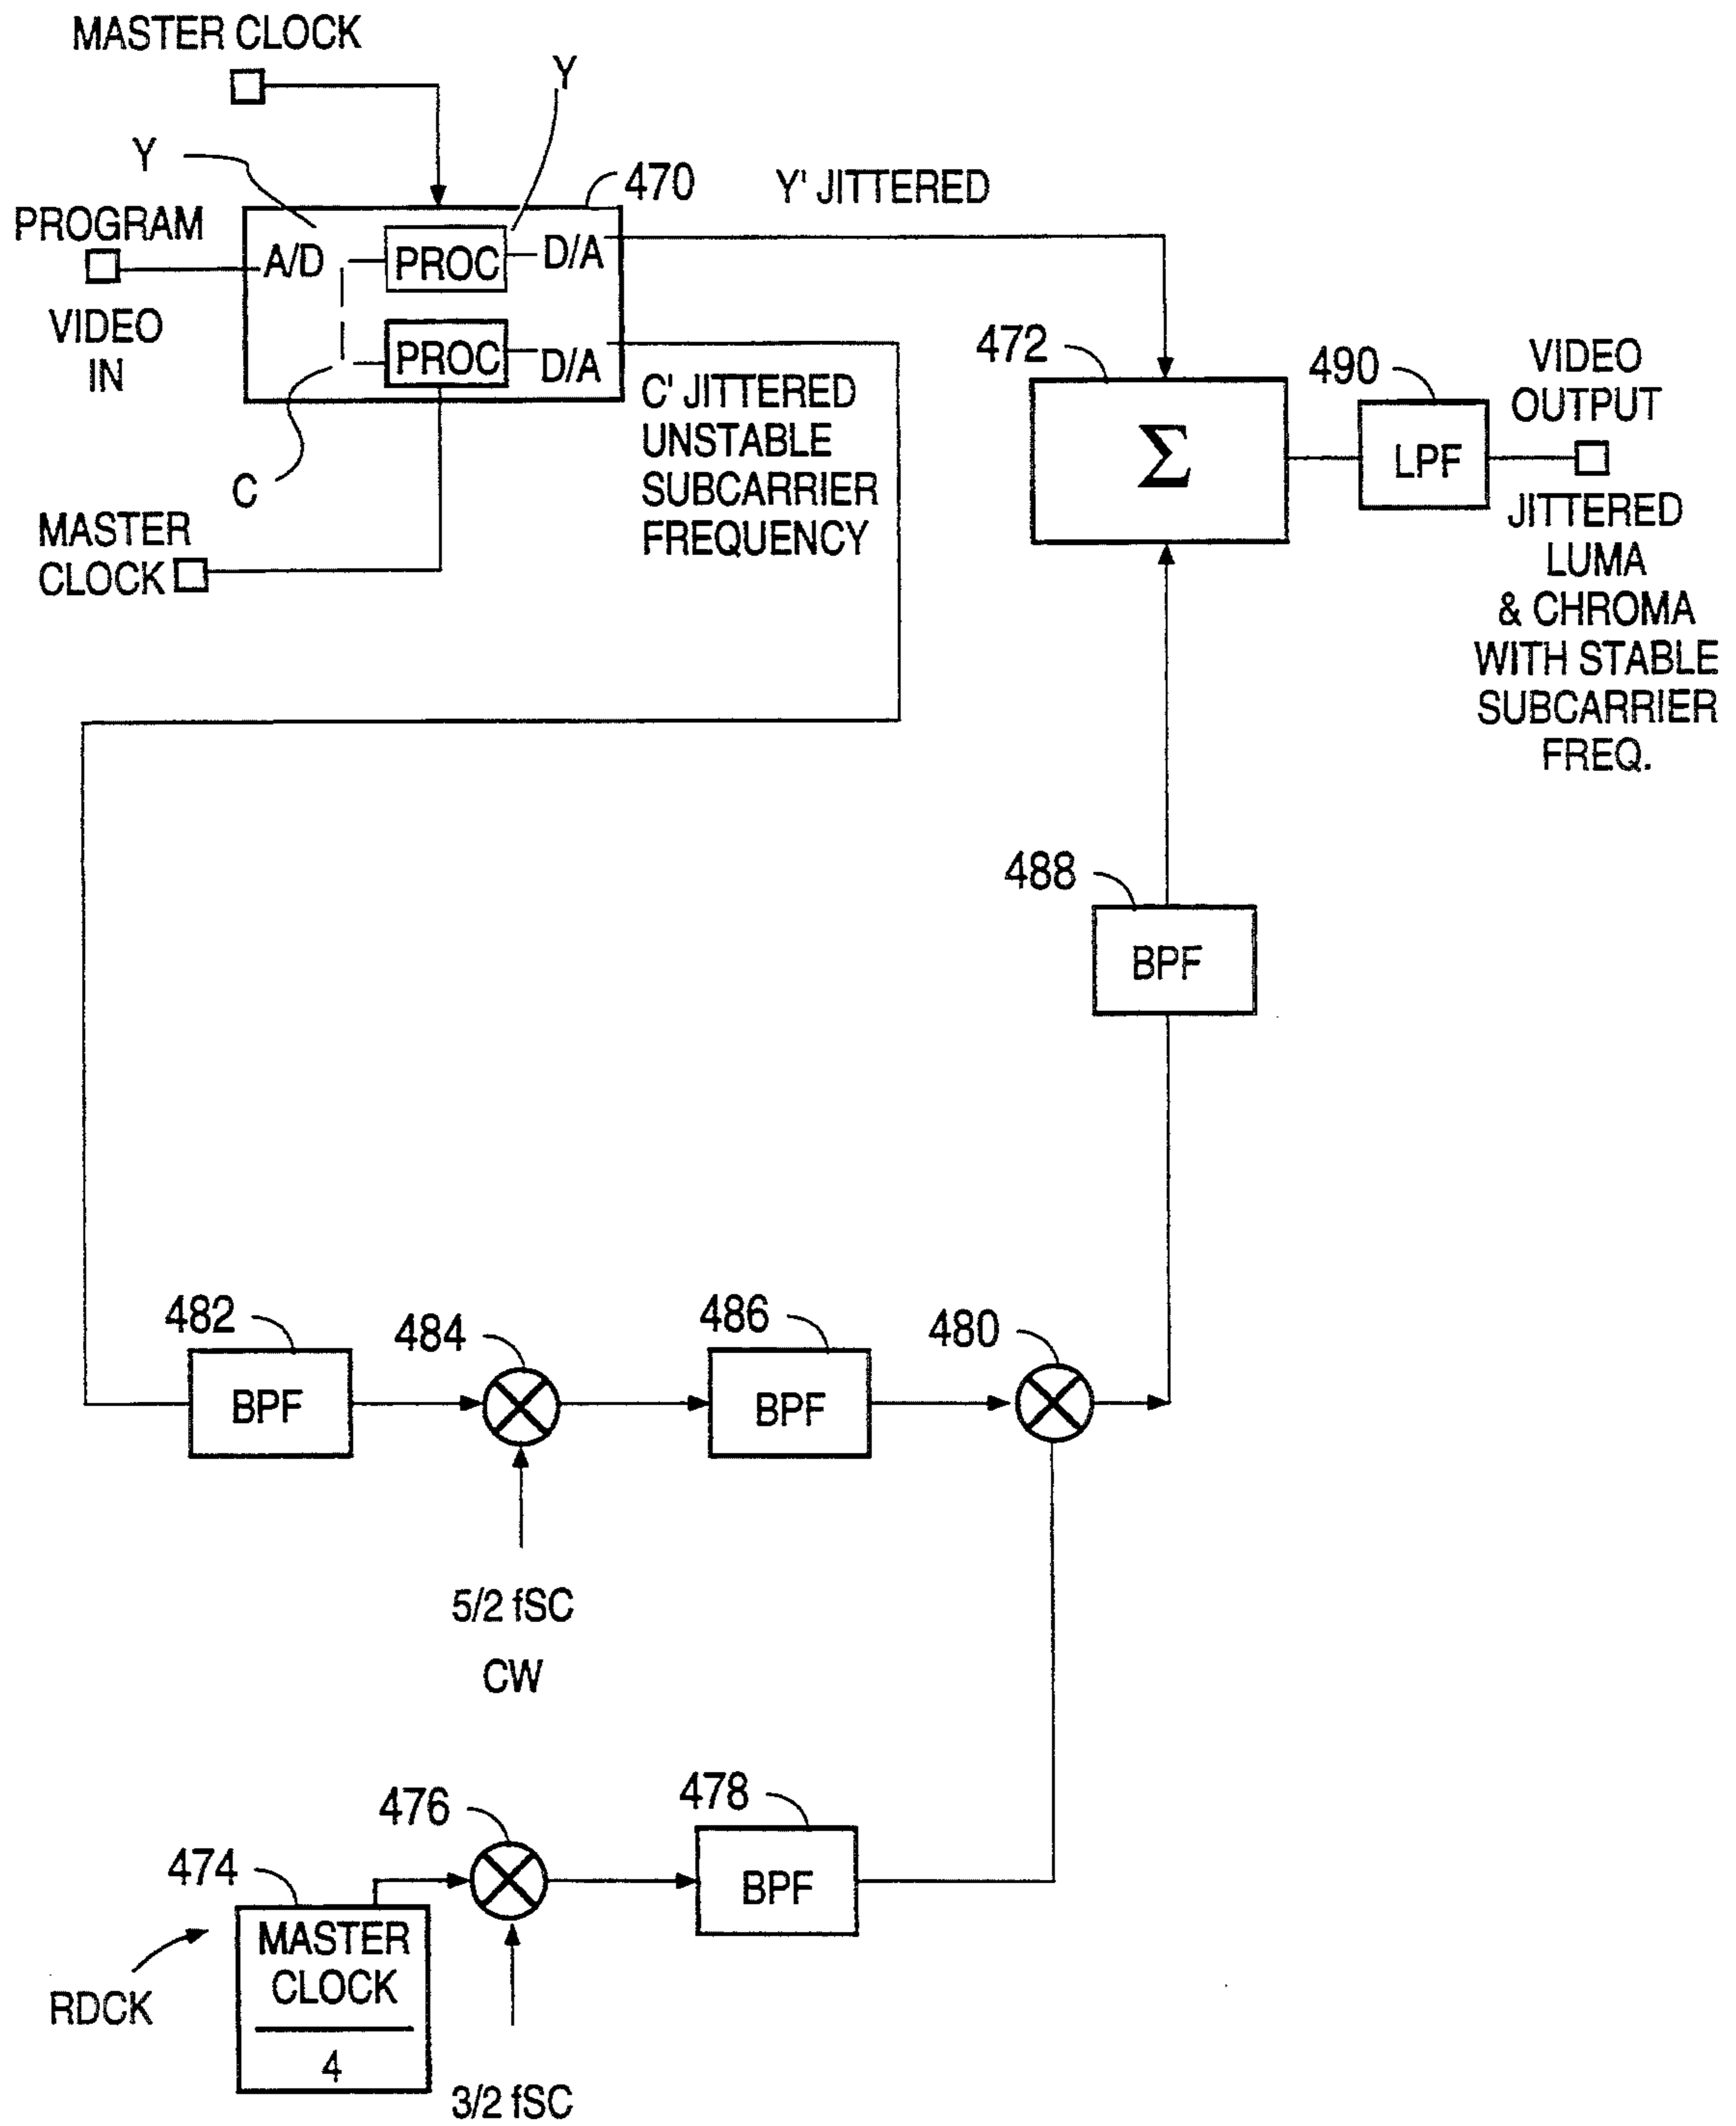 MASTER CLOCK
Y
Y
470
Y' JITTERED
PROGRAM
VIDEO
IN
A/D
PROC
D/A
PROC
D/A
C
C' JITTERED
UNSTABLE
SUBCARRIER
FREQUENCY
MASTER
CLOCK
472
Σ
490
LPF
VIDEO
OUTPUT
JITTERED
LUMA
& CHROMA
WITH STABLE
SUBCARRIER
FREQ.
488
BPF
482
BPF
484
5/2 fSC
CW
486
BPF
480
476
3/2 fSC
478
BPF
474
MASTER
CLOCK
4
RDCK